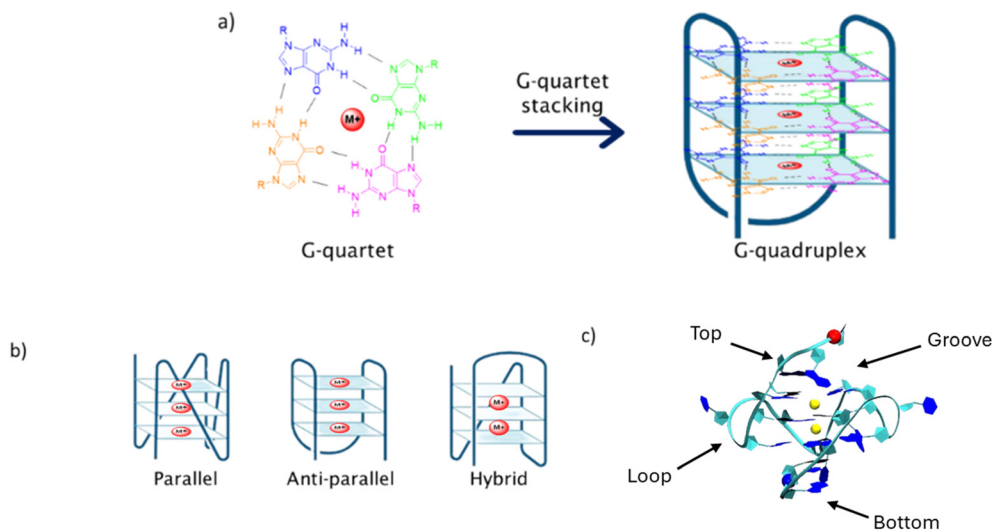 a)
R
N
N
N
H
H
N
N
H
O
H
N
R
N
N
N
O
N
H
N
H
H
M+
H
N
H
H
N
O
N
N
R
N
H
N
O
N
H
N
H
N
N
R
G-quartet
G-quartet
stacking
M+
M+
M+
G-quadruplex
b)
M+
M+
M+
Parallel
M+
M+
M+
Anti-parallel
M+
M+
Hybrid
c)
Top
Groove
Loop
Bottom